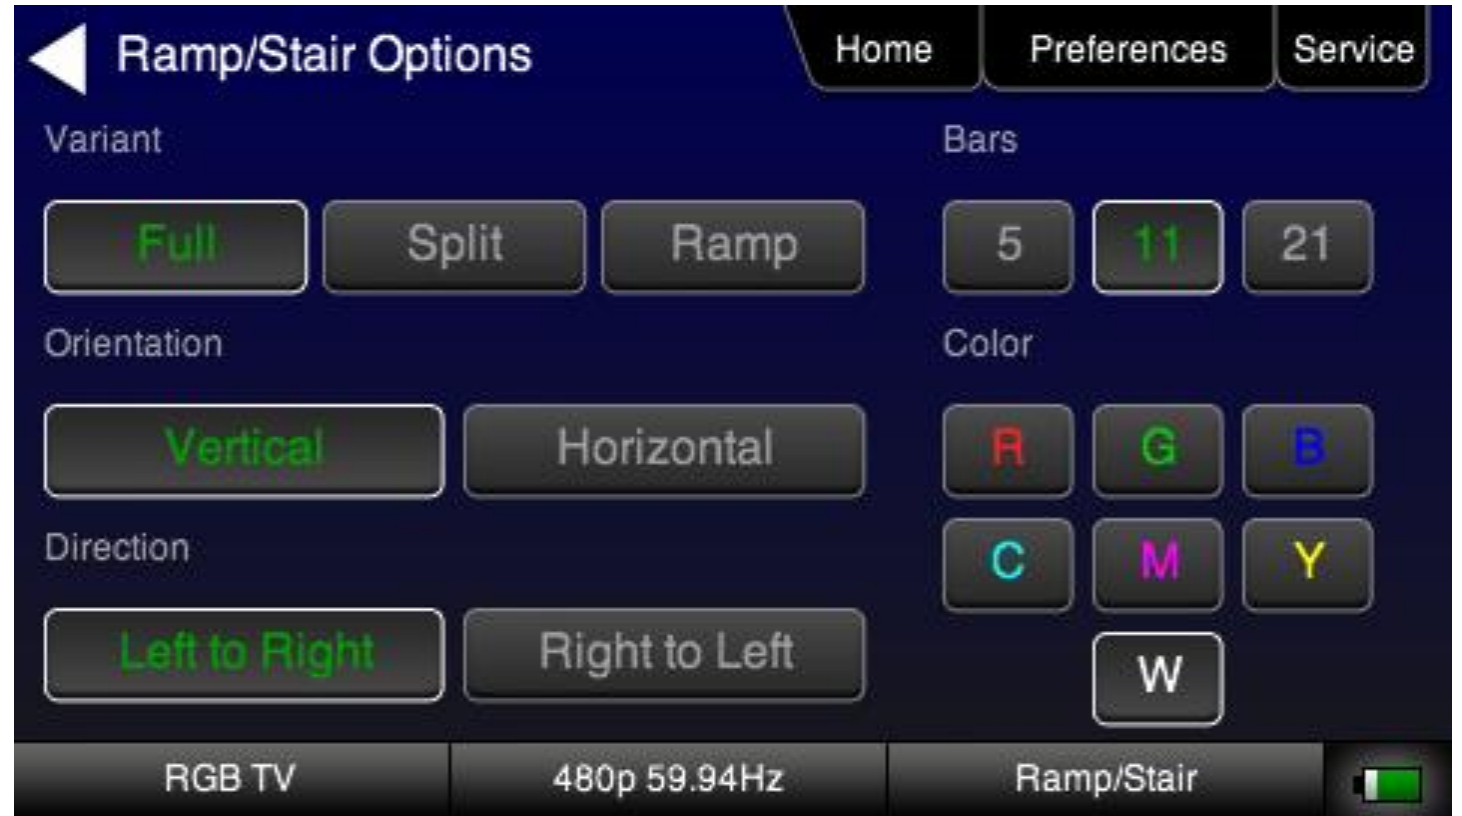 Ramp/Stair Options
Home Preferences Service
Variant Bars
Full Split Ramp 5 11 21
Orientation Color
Vertical Horizontal R G B
Direction
C M Y
Left to Right Right to Left
W
RGB TV 480p 59.94Hz Ramp/Stair